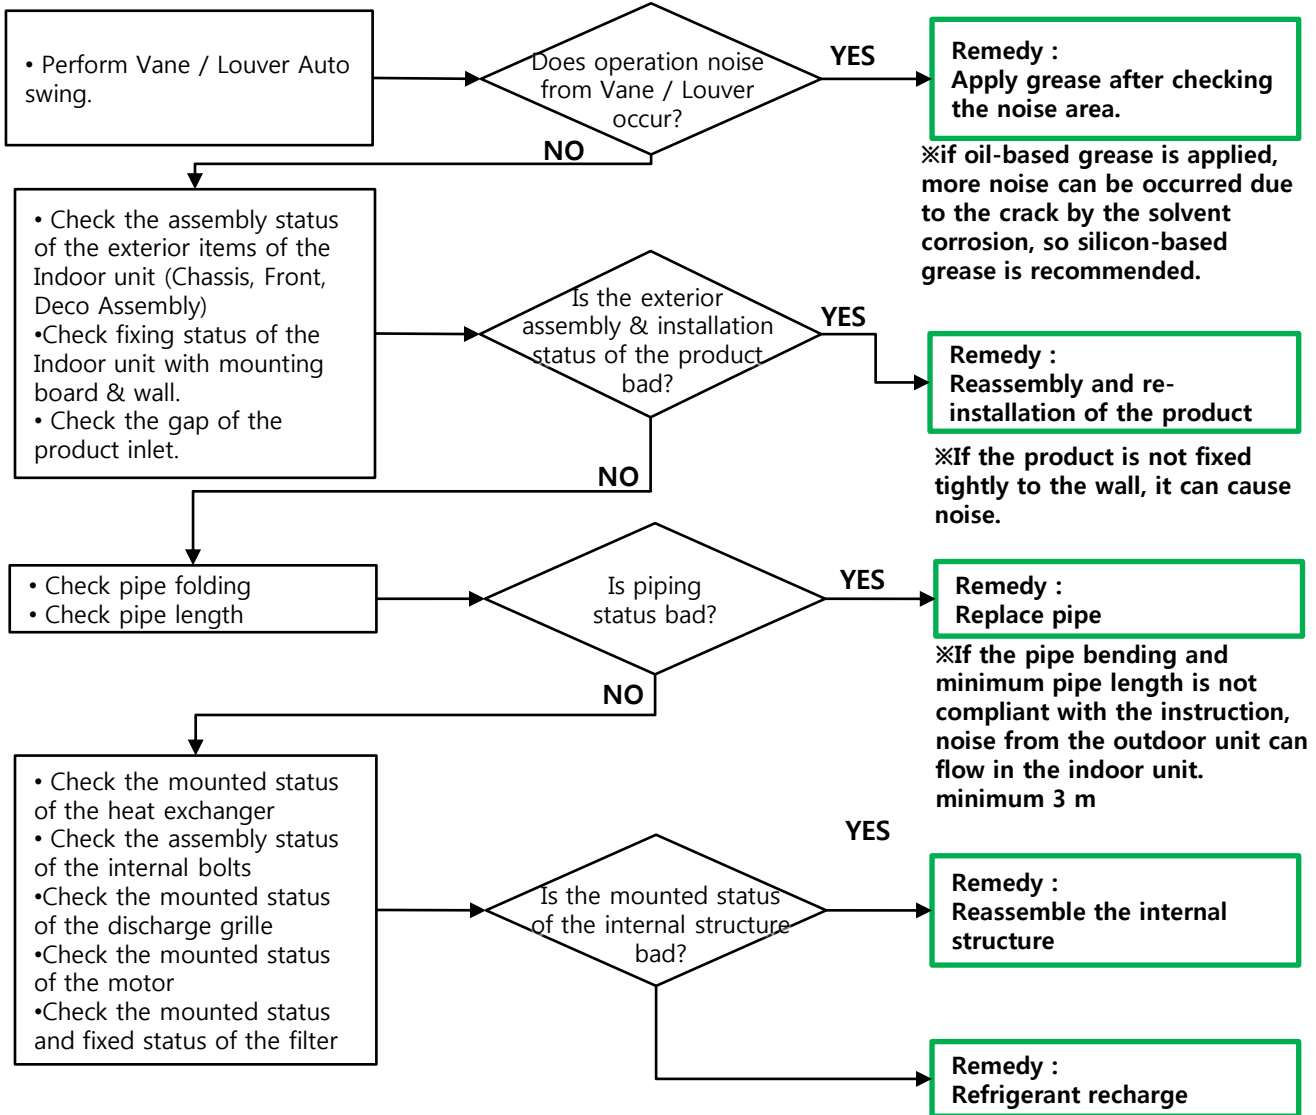 • Perform Vane / Louver Auto
swing.
Does operation noise
from Vane / Louver
occur?
YES
Remedy :
Apply grease after checking
the noise area.
※if oil-based grease is applied,
more noise can be occurred due
to the crack by the solvent
corrosion, so silicon-based
grease is recommended.
NO
• Check the assembly status
of the exterior items of the
Indoor unit (Chassis, Front,
Deco Assembly)
•Check fixing status of the
Indoor unit with mounting
board & wall.
• Check the gap of the
product inlet.
Is the exterior
assembly & installation
status of the product
bad?
YES
Remedy :
Reassembly and re-
installation of the product
※If the product is not fixed
tightly to the wall, it can cause
noise.
NO
• Check pipe folding
• Check pipe length
Is piping
status bad?
YES
Remedy :
Replace pipe
※If the pipe bending and
minimum pipe length is not
compliant with the instruction,
noise from the outdoor unit can
flow in the indoor unit.
minimum 3 m
NO
• Check the mounted status
of the heat exchanger
• Check the assembly status
of the internal bolts
•Check the mounted status
of the discharge grille
•Check the mounted status
of the motor
•Check the mounted status
and fixed status of the filter
Is the mounted status
of the internal structure
bad?
YES
Remedy :
Reassemble the internal
structure
Remedy :
Refrigerant recharge